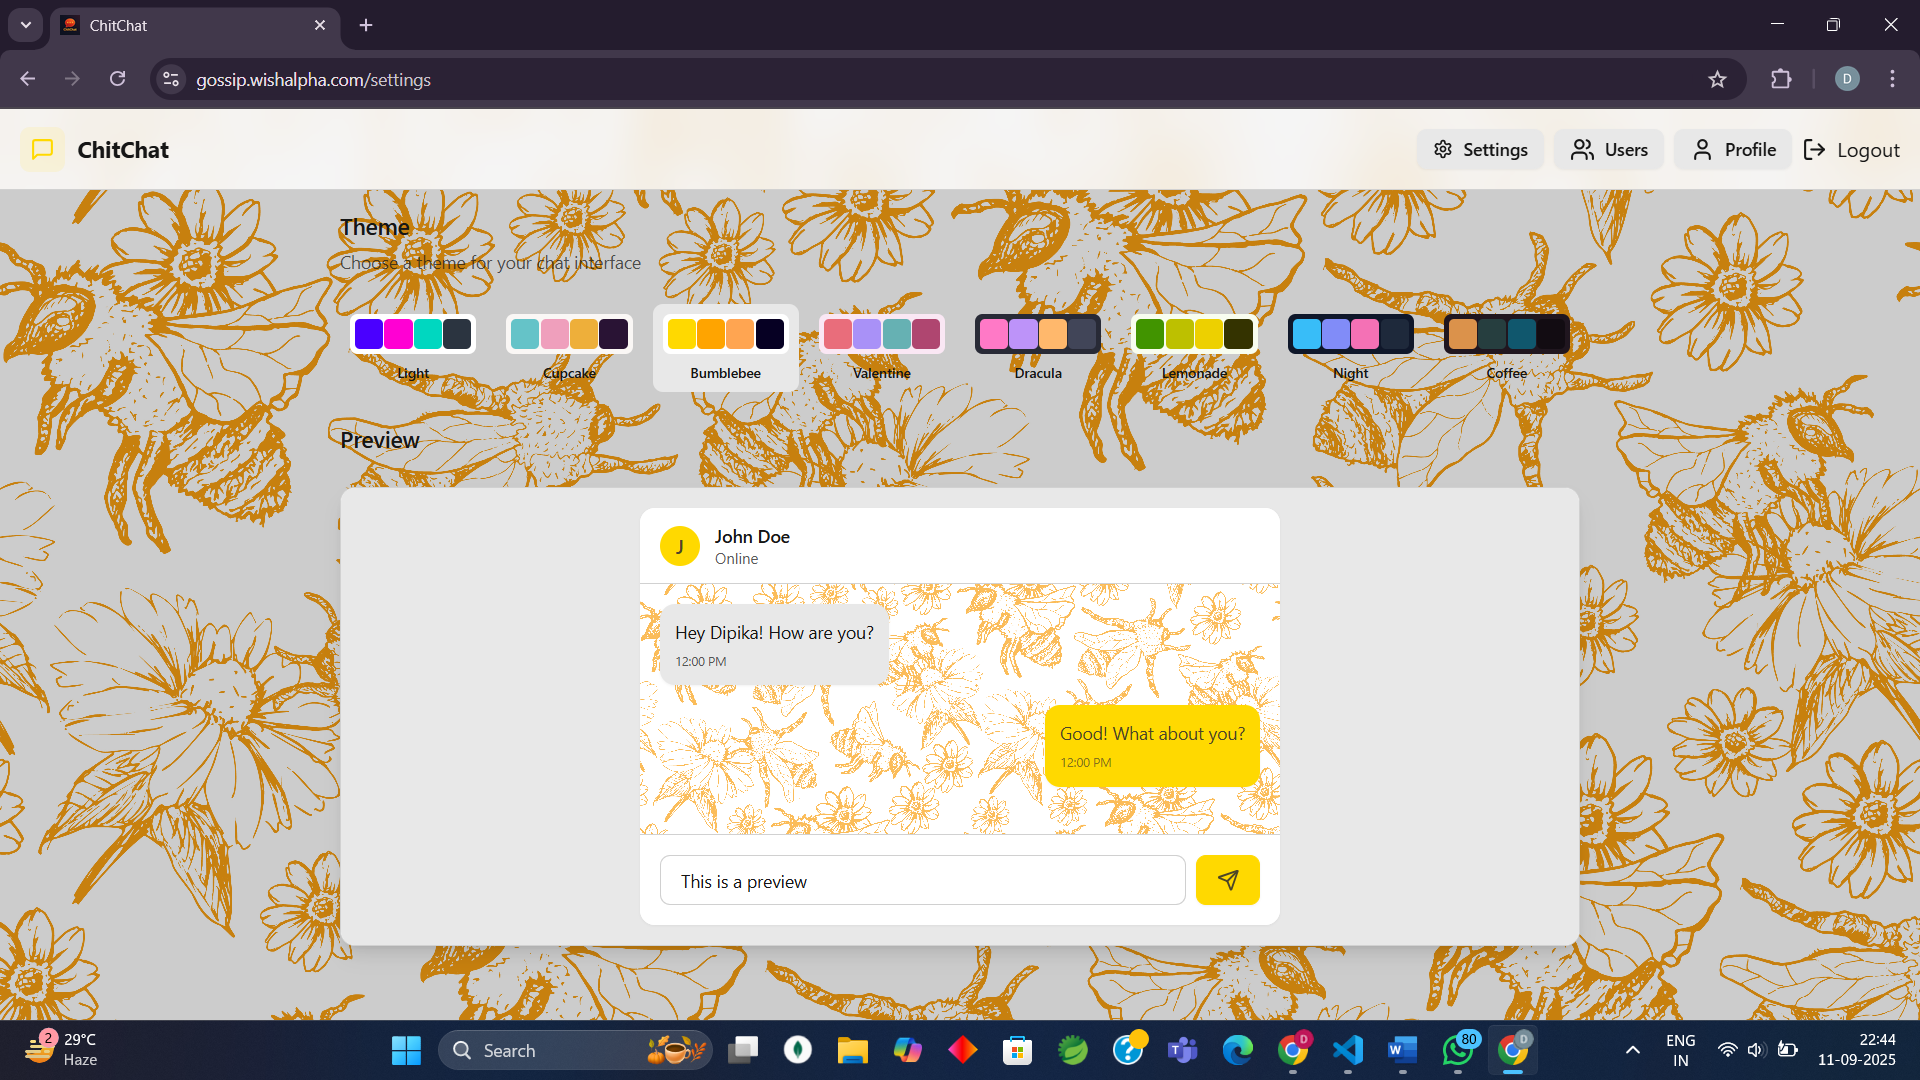 ChitChat
gossip.wishalpha.com/settings
D
ChitChat
Settings
Users
Profile
Logout
Theme
Choose a theme for your chat interface
Light
Cupcake
Bumblebee
Valentine
Dracula
Lemonade
Night
Coffee
Preview
J
John Doe
Online
Hey Dipika! How are you?
12:00 PM
Good! What about you?
12:00 PM
This is a preview
2
29°C
Haze
Search
D
80
D
ENG
IN
22:44
11-09-2025